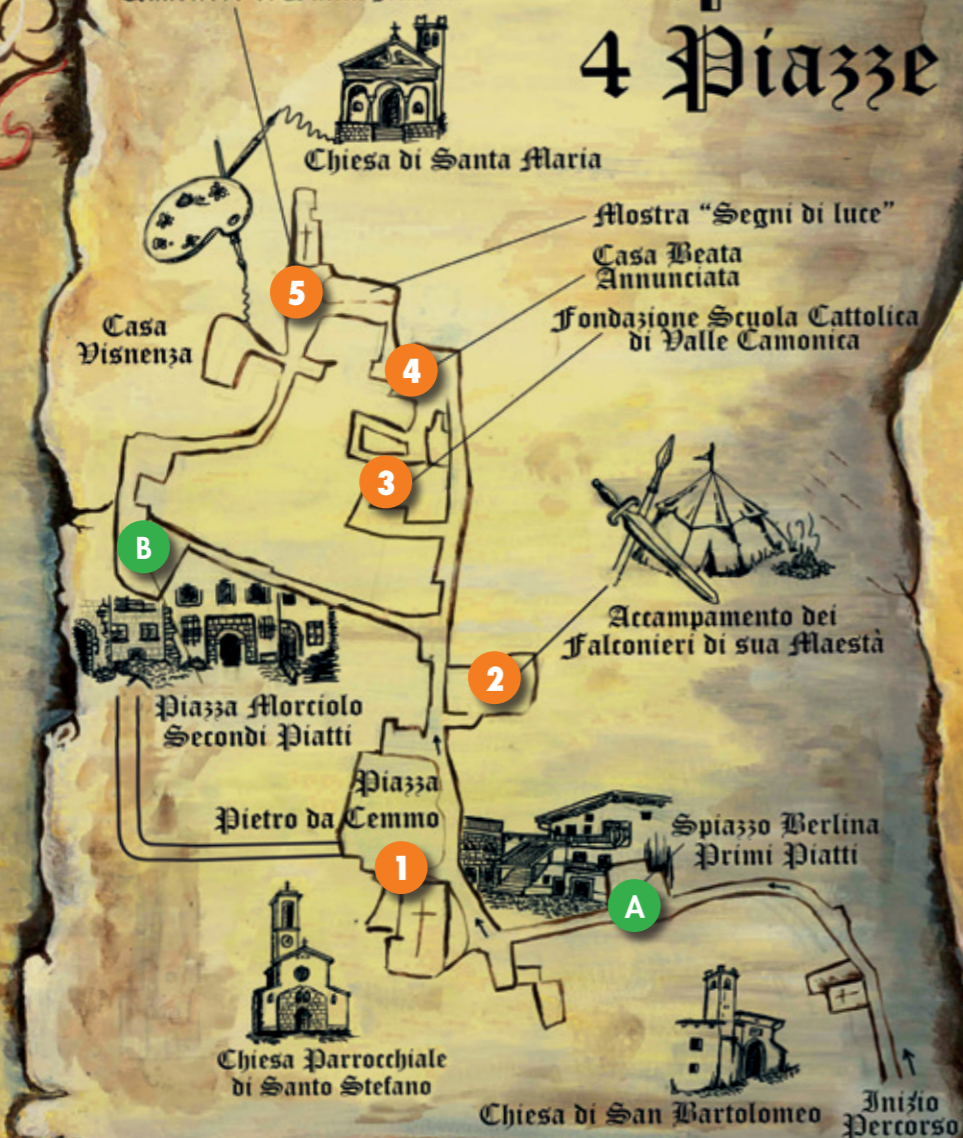 4 Piazze
Chiesa di Santa Maria
Mostra “Segni di luce”
Casa Beata
Annunciata
5
Fondazione Scuola Cattolica
di Valle Camonica
Casa
Visnenza
4
3
B
Accampamento dei
Falconieri di sua Maestà
2
Piazza Morciolo
Secondi Piatti
Piazza
Pietro da Cemmo
Spiazzo Berlina
Primi Piatti
1
A
Chiesa Parrocchiale
di Santo Stefano
Chiesa di San Bartolomeo
Inizio
Percorso